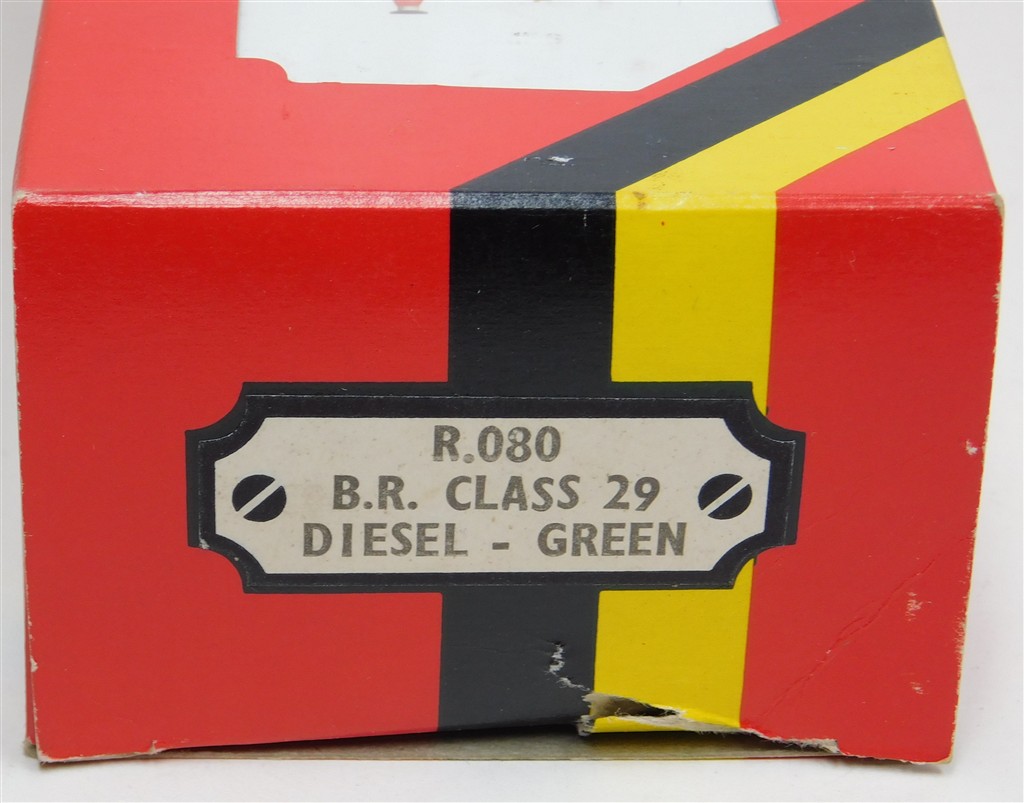 R.080
B.R. CLASS 29
DIESEL - GREEN